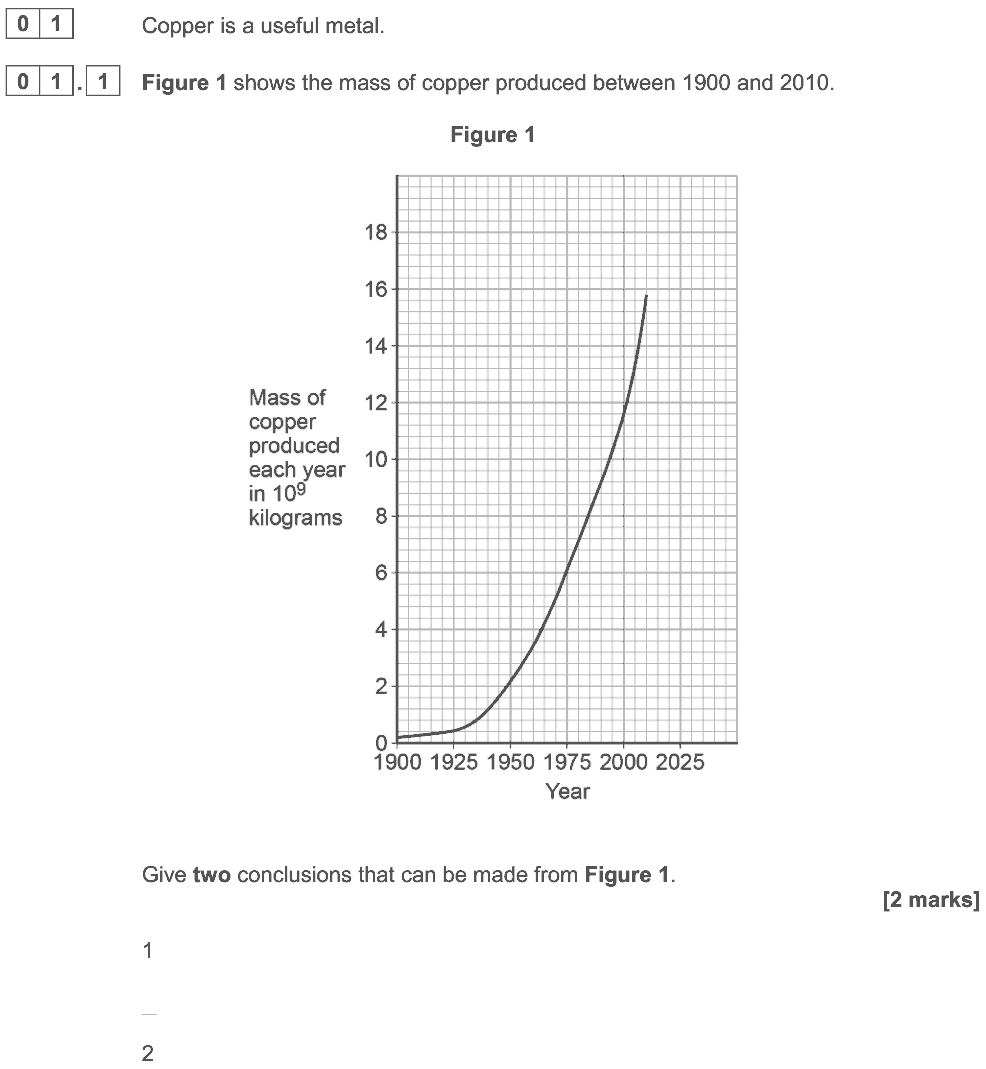 0 1 Copper is a useful metal.
0 1 . 1 Figure 1 shows the mass of copper produced between 1900 and 2010.
Figure 1
18
16
14
12
10
8
6
4
2
0
Mass of
copper
produced
each year
in 10⁹
kilograms
1900 1925 1950 1975 2000 2025
Year
Give two conclusions that can be made from Figure 1.
[2 marks]
1
2